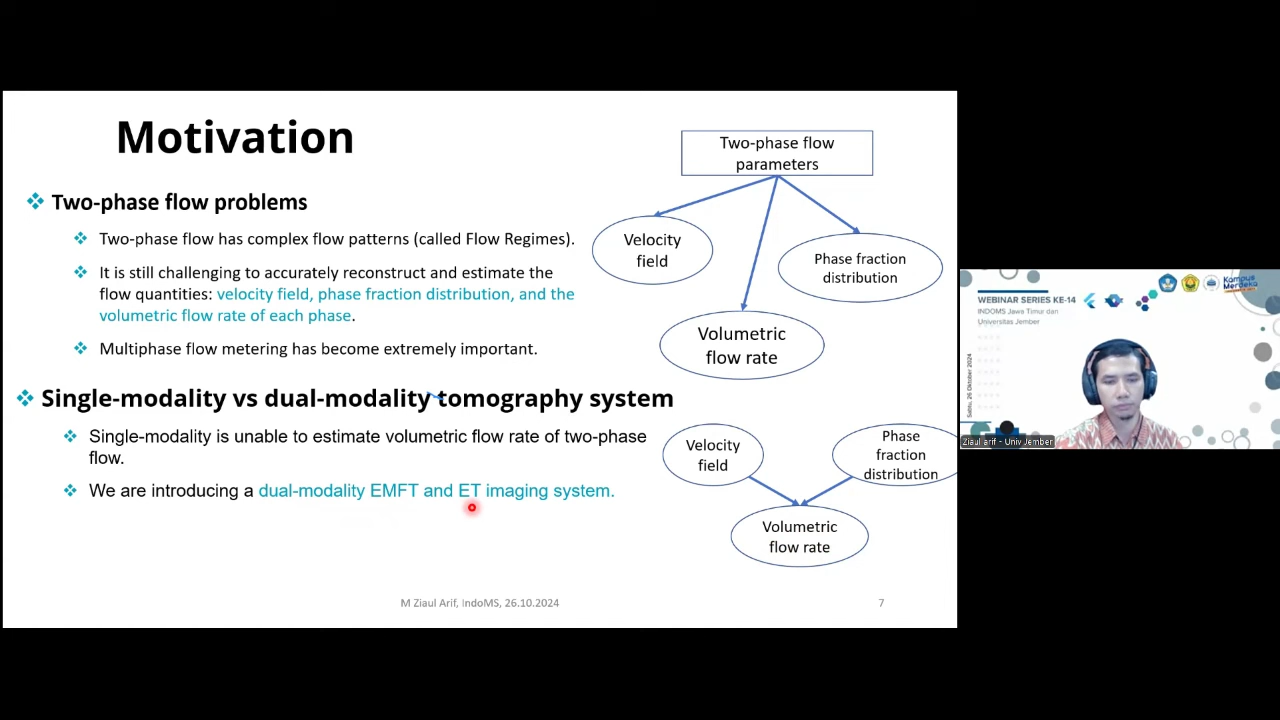 Motivation
Two-phase flow problems
Two-phase flow has complex flow patterns (called Flow Regimes).
It is still challenging to accurately reconstruct and estimate the
flow quantities: velocity field, phase fraction distribution, and the
volumetric flow rate of each phase.
Multiphase flow metering has become extremely important.
Single-modality vs dual-modality tomography system
Single-modality is unable to estimate volumetric flow rate of two-phase
flow.
We are introducing a dual-modality EMFT and ET imaging system.
Two-phase flow
parameters
Velocity
field
Phase fraction
distribution
Volumetric
flow rate
Velocity
field
Phase
fraction
distribution
Volumetric
flow rate
M Ziaul Arif, IndoMS, 26.10.2024
7
WEBINAR SERIES KE-14
INDOMS Jawa Timur dan
Universitas Jember
Sabtu, 26 Oktober 2024
Kampus
Merdeka
Ziaul arif - Univ Jember